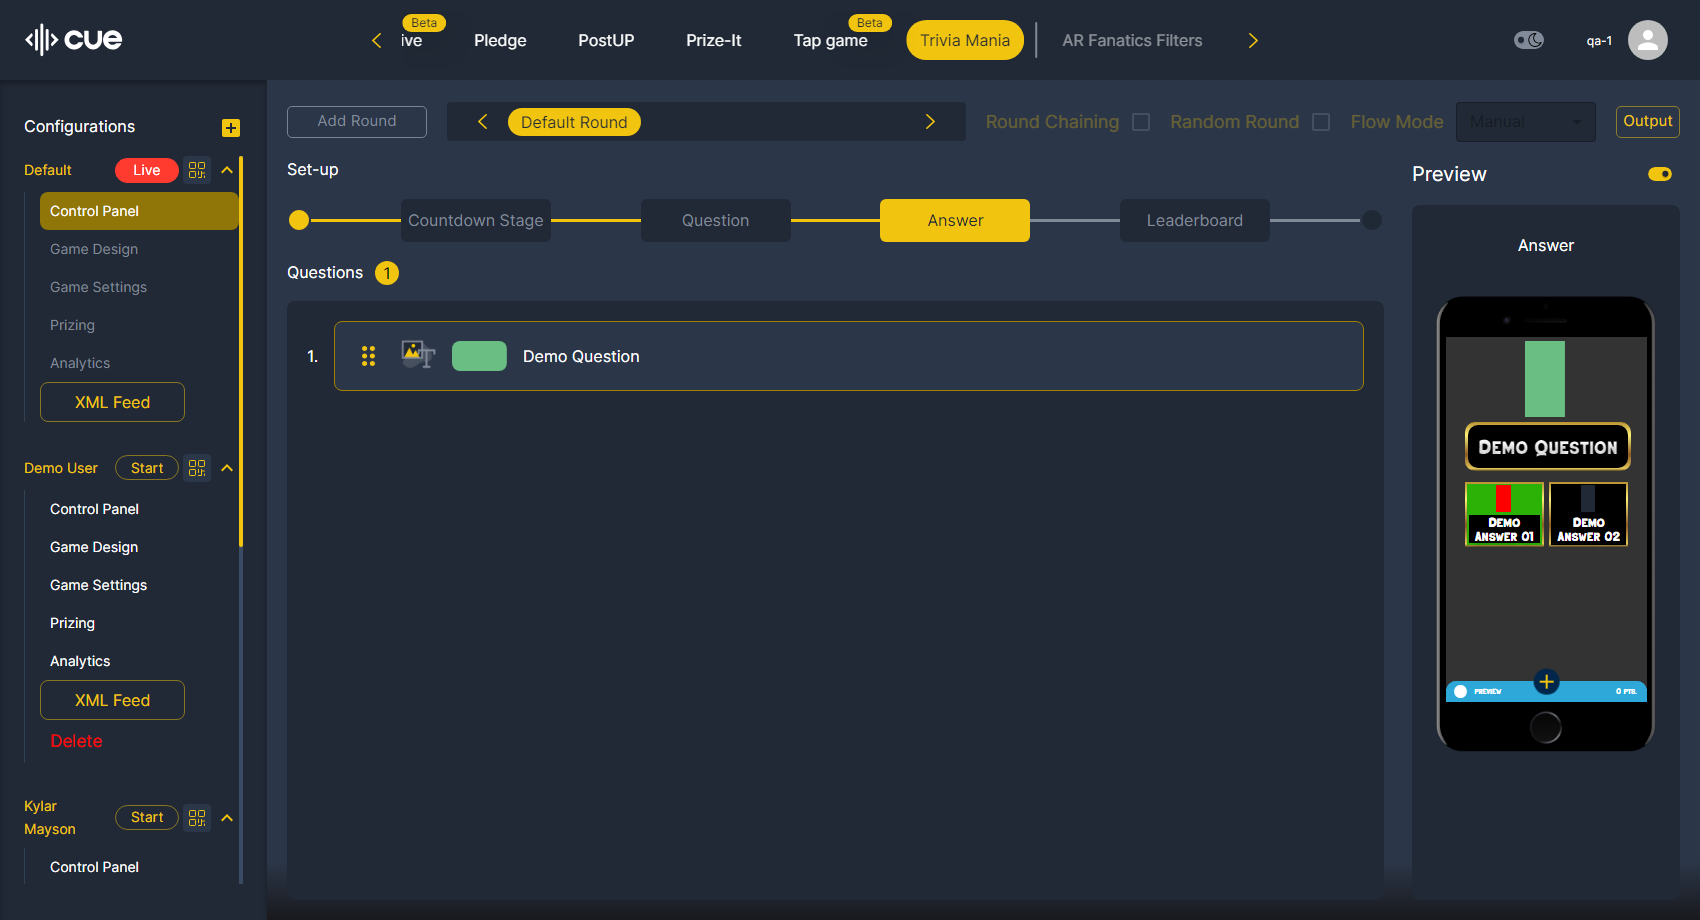 cue
Beta
ive
Pledge
PostUP
Prize-It
Beta
Tap game
Trivia Mania
AR Fanatics Filters
qa-1
Configurations
Default
Live
Control Panel
Game Design
Game Settings
Prizing
Analytics
XML Feed
Demo User
Start
Control Panel
Game Design
Game Settings
Prizing
Analytics
XML Feed
Delete
Kylar
Mayson
Start
Control Panel
Add Round
Default Round
Round Chaining
Random Round
Flow Mode
Manual
Output
Set-up
Countdown Stage
Question
Answer
Leaderboard
Questions 1
1.
Demo Question
Preview
Answer
Demo Question
Demo
Answer 01
Demo
Answer 02
PREVIEW
0 PTS.